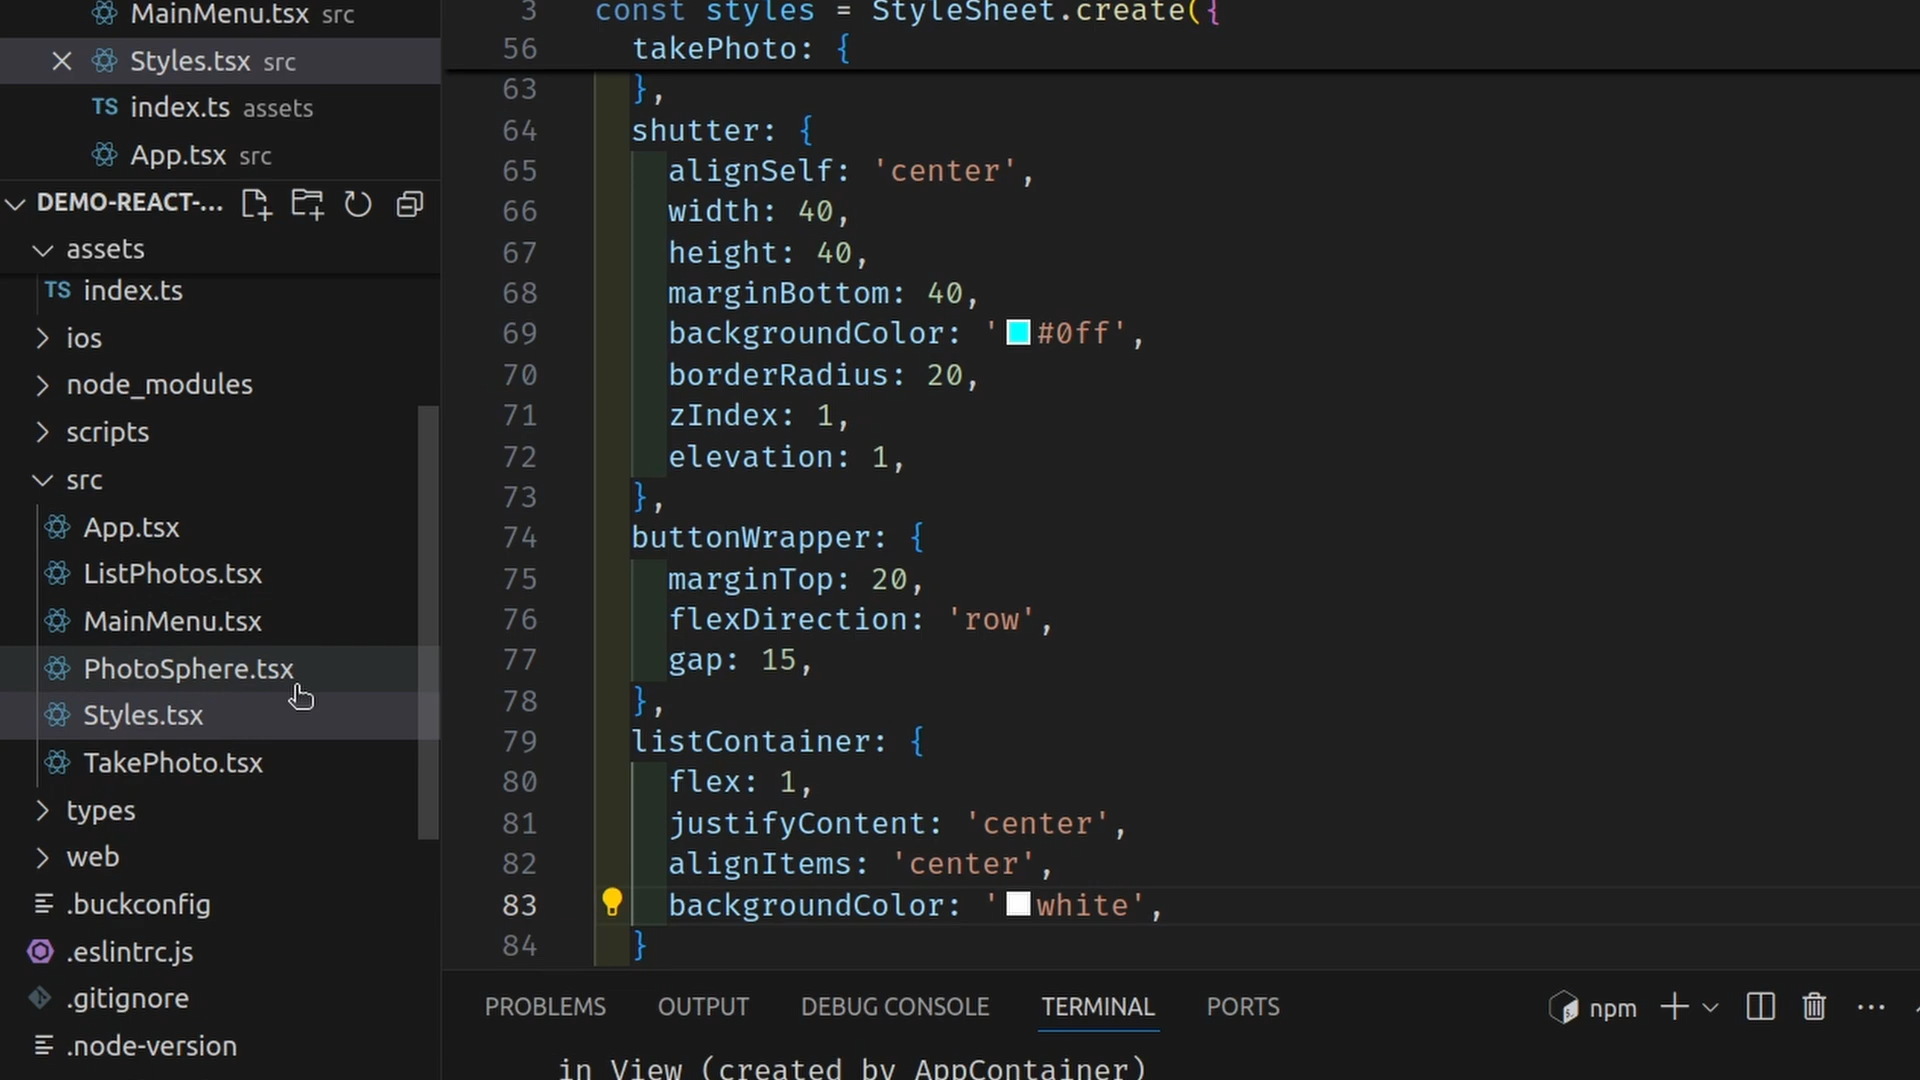 MainMenu.tsx src
Styles.tsx src
TS index.ts assets
App.tsx src
DEMO-REACT-...
assets
TS index.ts
ios
node_modules
scripts
src
App.tsx
ListPhotos.tsx
MainMenu.tsx
PhotoSphere.tsx
Styles.tsx
TakePhoto.tsx
types
web
.buckconfig
.eslintrc.js
.gitignore
.node-version
3 const styles = StyleSheet.create({
56 takePhoto: {
63 },
64 shutter: {
65 alignSelf: 'center',
66 width: 40,
67 height: 40,
68 marginBottom: 40,
69 backgroundColor: '#0ff',
70 borderRadius: 20,
71 zIndex: 1,
72 elevation: 1,
73 },
74 buttonWrapper: {
75 marginTop: 20,
76 flexDirection: 'row',
77 gap: 15,
78 },
79 listContainer: {
80 flex: 1,
81 justifyContent: 'center',
82 alignItems: 'center',
83 backgroundColor: 'white',
84 }
PROBLEMS OUTPUT DEBUG CONSOLE TERMINAL PORTS npm
in View (created by AppContainer)